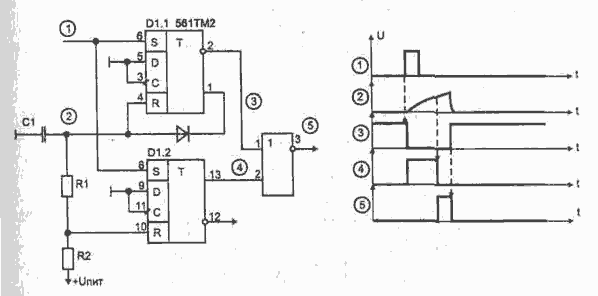 D1.1 561ТМ2
1
6 S T 2
5 D
3 C 1
4 R
3
C1
2
5
1 1 3
2
D1.2
8 S T 13
4
9 D
11 C 12
10 R
R1
R2
+Uпит
U
1 t
2 t
3 t
4 t
5 t